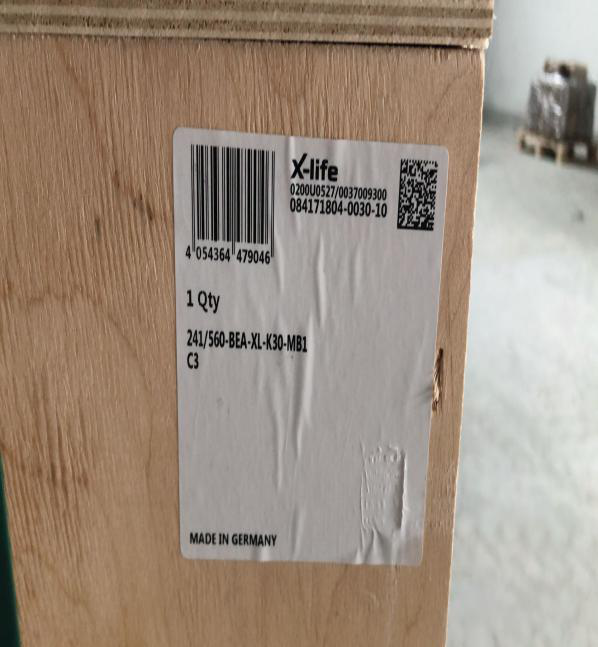 X-life
0200U0527/0037009300
084171804-0030-10
4 054364 479046
1 Qty
241/560-BEA-XL-K30-MB1
C3
MADE IN GERMANY